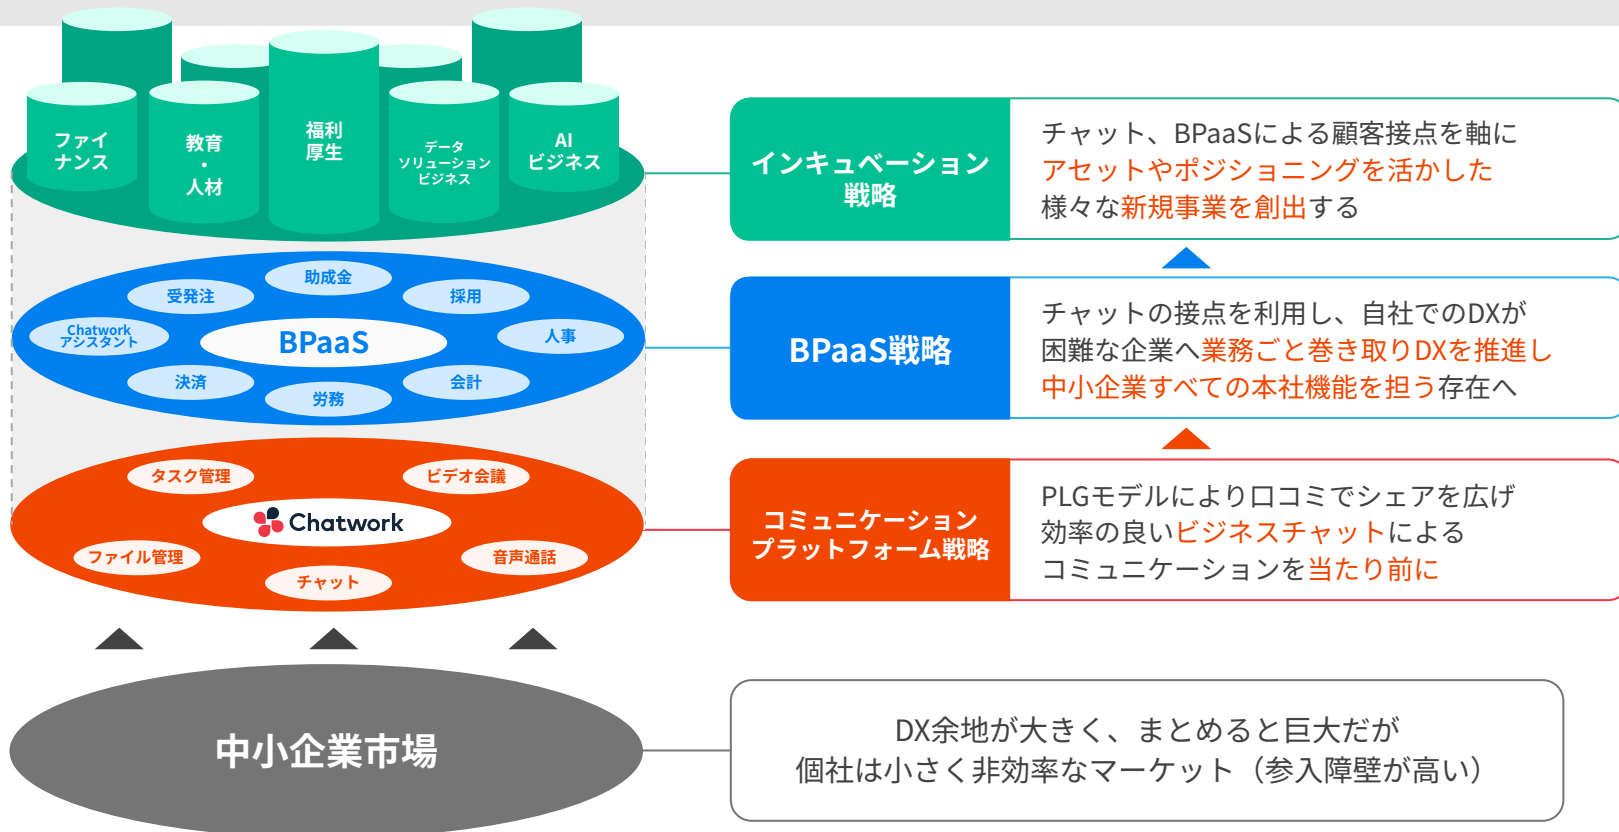 ファイ
ナンス
教育
・
人材
福利
厚生
データ
ソリューション
ビジネス
AI
ビジネス
インキュベーション
戦略
チャット、BPaaSによる顧客接点を軸に
アセットやポジショニングを活かした
様々な新規事業を創出する
助成金
受発注
採用
Chatwork
アシスタント
BPaaS
人事
決済
会計
労務
BPaaS戦略
チャットの接点を利用し、自社でのDXが
困難な企業へ業務ごと巻き取りDXを推進し
中小企業すべての本社機能を担う存在へ
タスク管理
ビデオ会議
Chatwork
ファイル管理
音声通話
チャット
コミュニケーション
プラットフォーム戦略
PLGモデルにより口コミでシェアを広げ
効率の良いビジネスチャットによる
コミュニケーションを当たり前に
中小企業市場
DX余地が大きく、まとめると巨大だが
個社は小さく非効率なマーケット（参入障壁が高い）